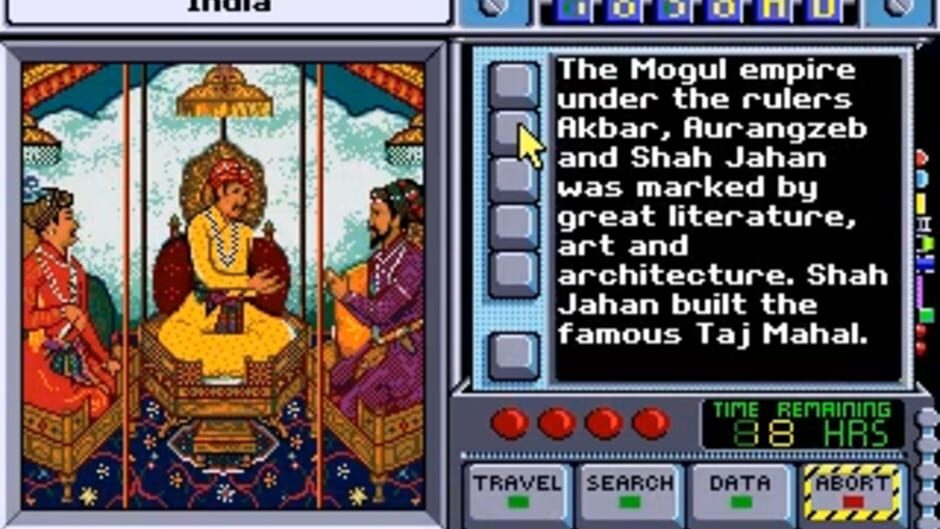 India
The Mogul empire
under the rulers
Akbar, Aurangzeb
and Shah Jahan
was marked by
great literature,
art and
architecture. Shah
Jahan built the
famous Taj Mahal.
TIME REMAINING
18 HRS
TRAVEL
SEARCH
DATA
ABORT